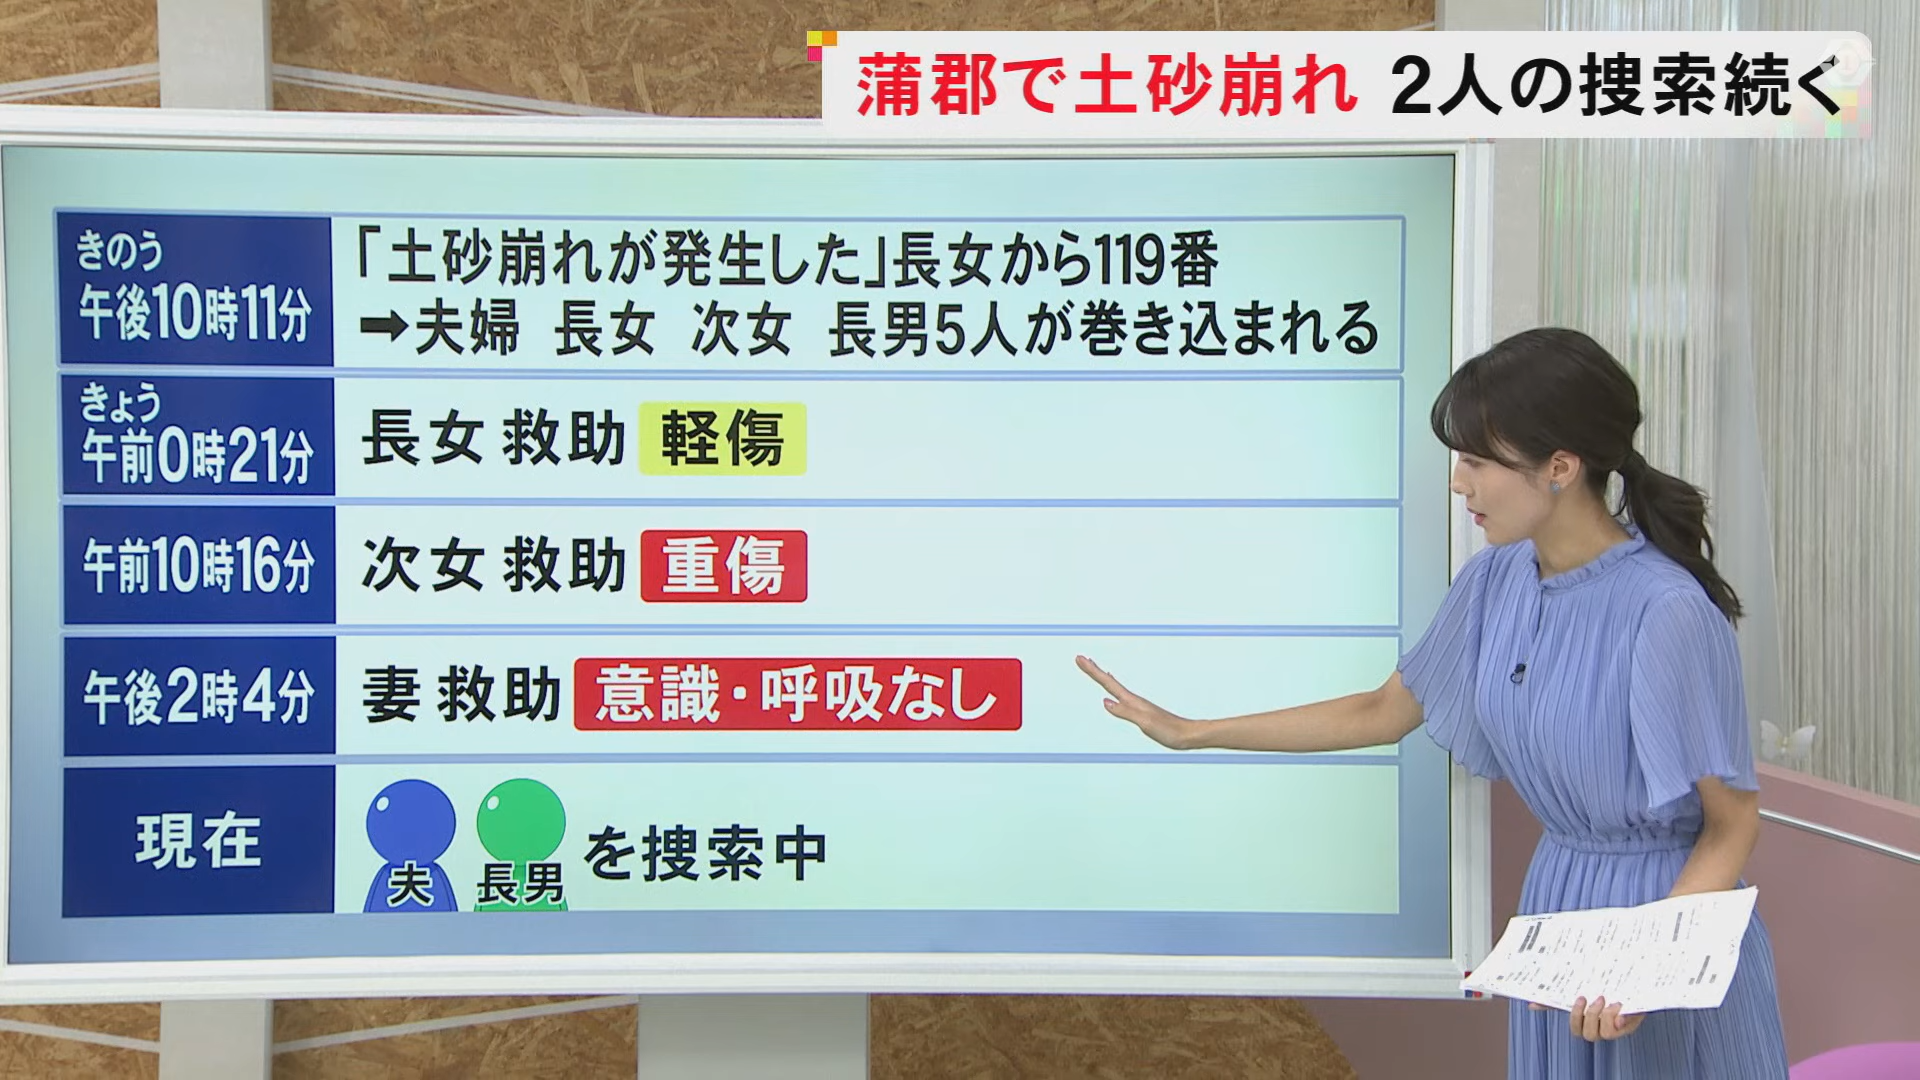 蒲郡で土砂崩れ 2人の捜索続く
きのう
午後10時11分
「土砂崩れが発生した」長女から119番
➡夫婦 長女 次女 長男5人が巻き込まれる
きょう
午前0時21分
長女 救助 軽傷
午前10時16分
次女 救助 重傷
午後2時4分
妻 救助 意識・呼吸なし
現在
夫 長男 を捜索中